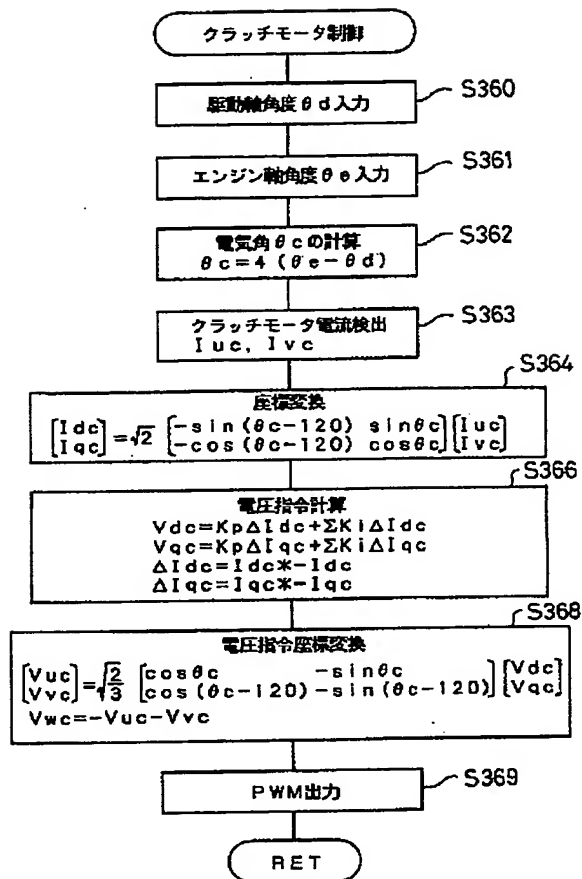 クラッチモータ制御
駆動軸角度θd入力
S360
エンジン軸角度θe入力
S361
電気角θcの計算
θc=4(θe-θd)
S362
クラッチモータ電流検出
Iuc, Ivc
S363
S364
座標変換
[Idc] =√2 [-sin(θc-120) sinθc] [Iuc]
[Iqc] [-cos(θc-120) cosθc] [Ivc]
S366
電圧指令計算
Vdc=KpΔIdc+ΣKiΔIdc
Vqc=KpΔIqc+ΣKiΔIqc
ΔIdc=Idc*-Idc
ΔIqc=Iqc*-Iqc
S368
電圧指令座標変換
[Vuc] =√2/3 [cosθc -sinθc] [Vdc]
[Vvc] [cos(θc-120)-sin(θc-120)] [Vqc]
Vwc=-Vuc-Vvc
PWM出力
S369
RET